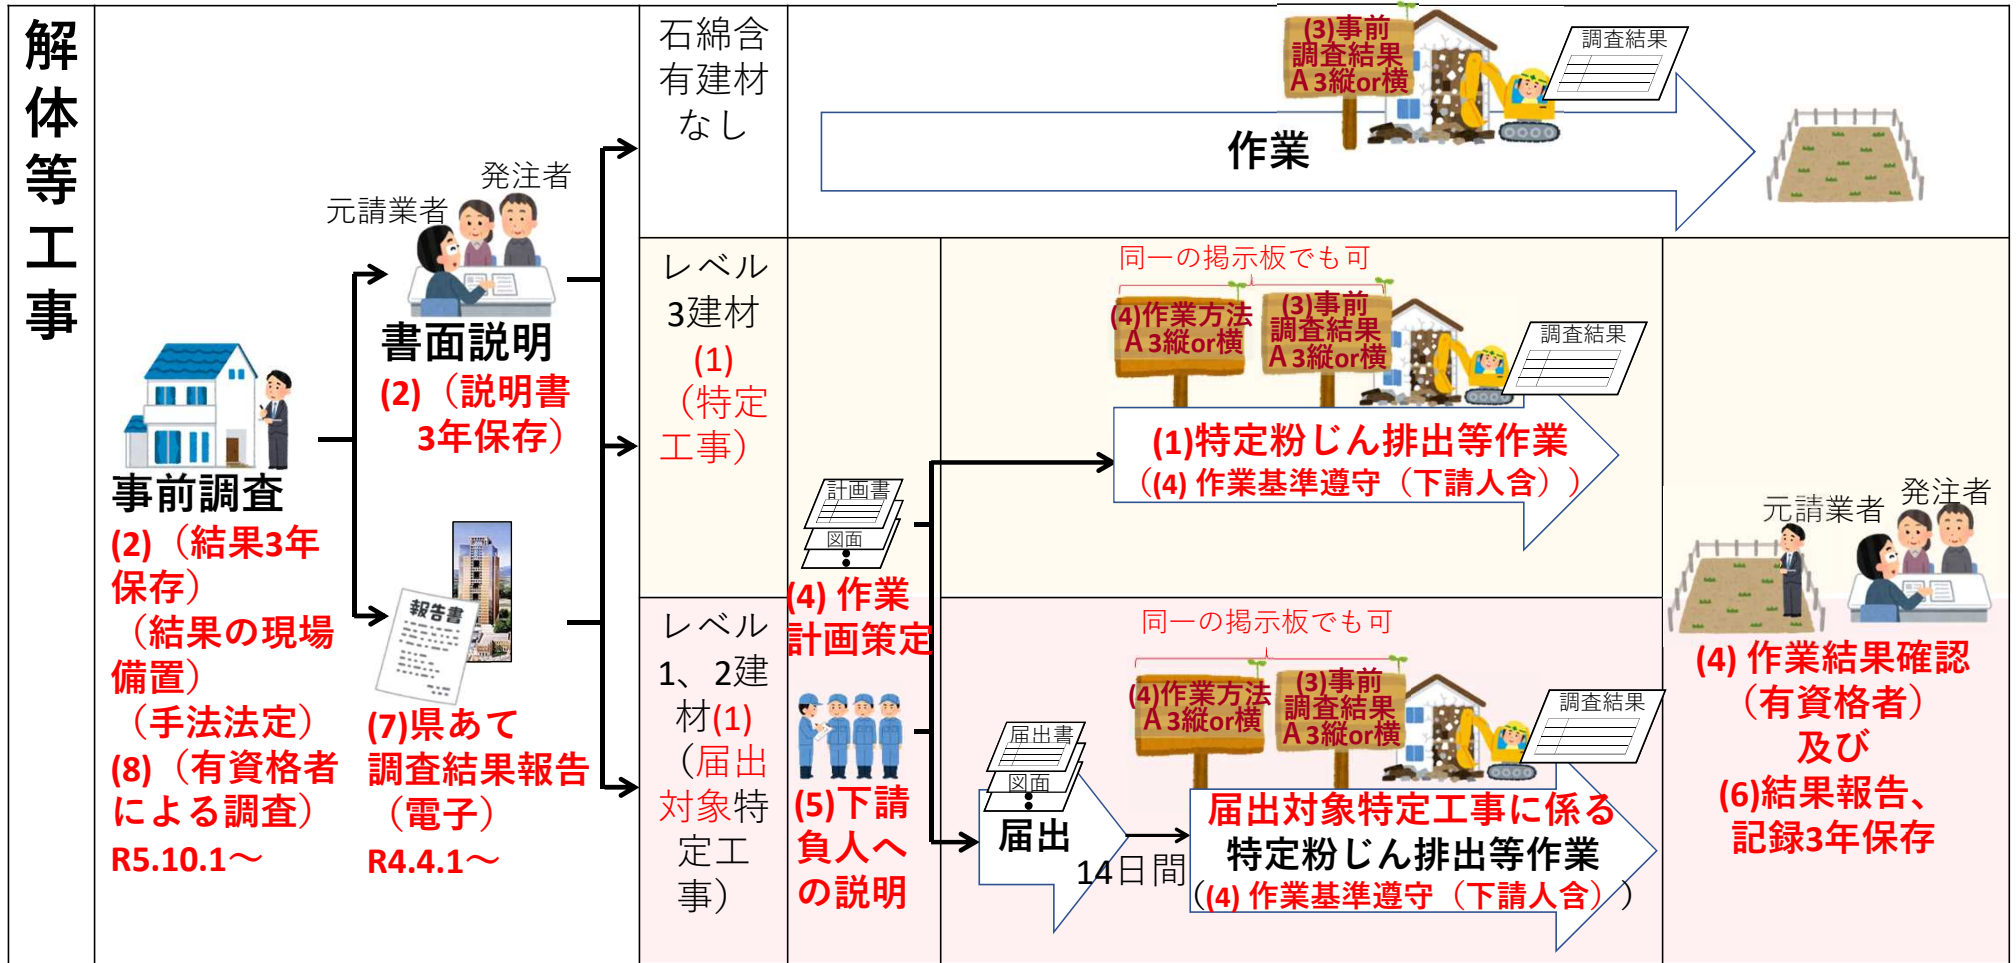 解体等工事
事前調査
(2)（結果3年
保存）
（結果の現場
備置）
（手法法定）
(8)（有資格者
による調査）
R5.10.1～
元請業者
発注者
書面説明
(2)（説明書
3年保存）
報告書
(7)県あて
調査結果報告
（電子）
R4.4.1～
石綿含
有建材
なし
(3)事前
調査結果
A3縦or横
調査結果
作業
レベル
3建材
(1)
（特定
工事）
計画書
図面
(4) 作業
計画策定
(5)下請
負人へ
の説明
同一の掲示板でも可
(4)作業方法
A3縦or横
(3)事前
調査結果
A3縦or横
調査結果
(1)特定粉じん排出等作業
（(4) 作業基準遵守（下請人含））
レベル
1、2建
材(1)
（届出
対象特
定工
事）
届出書
図面
届出
14日間
同一の掲示板でも可
(4)作業方法
A3縦or横
(3)事前
調査結果
A3縦or横
調査結果
届出対象特定工事に係る
特定粉じん排出等作業
（(4) 作業基準遵守（下請人含））
元請業者
発注者
(4) 作業結果確認
（有資格者）
及び
(6)結果報告、
記録3年保存